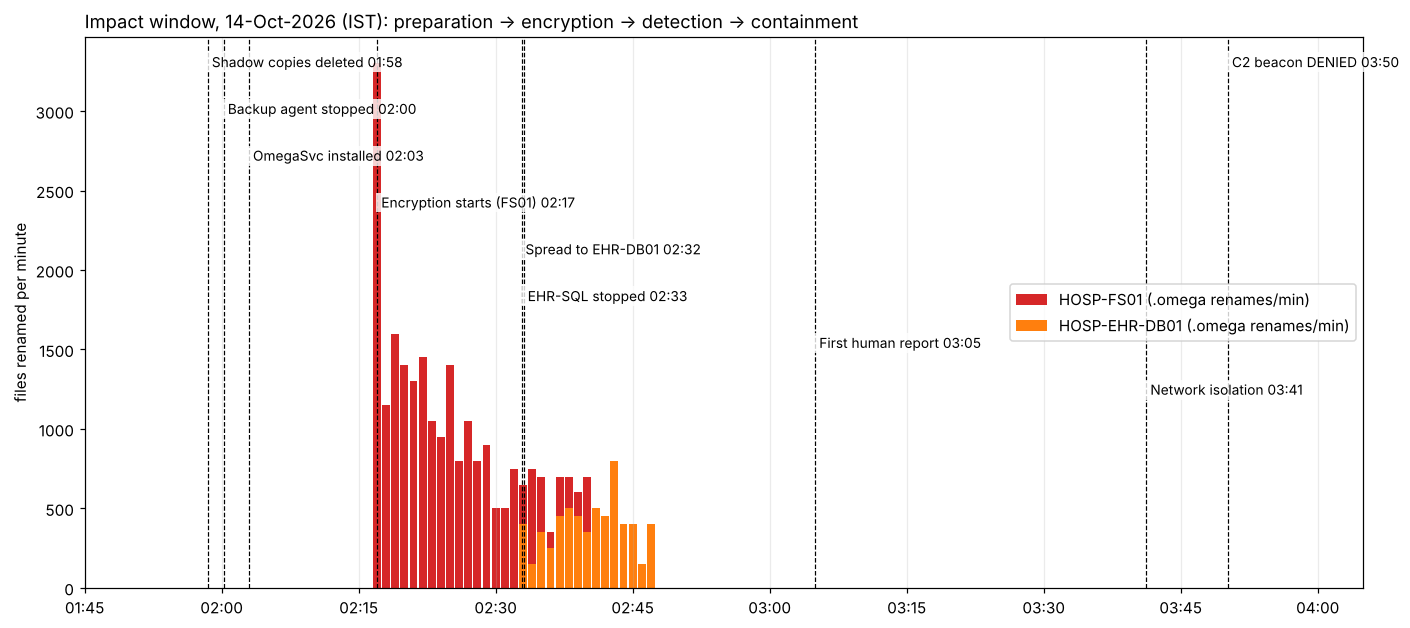 Impact window, 14-Oct-2026 (IST): preparation → encryption → detection → containment
files renamed per minute
3000
2500
2000
1500
1000
500
0
Shadow copies deleted 01:58
C2 beacon DENIED 03:50
Backup agent stopped 02:00
OmegaSvc installed 02:03
Encryption starts (FS01) 02:17
Spread to EHR-DB01 02:32
EHR-SQL stopped 02:33
HOSP-FS01 (.omega renames/min)
HOSP-EHR-DB01 (.omega renames/min)
First human report 03:05
Network isolation 03:41
01:45
02:00
02:15
02:30
02:45
03:00
03:15
03:30
03:45
04:00